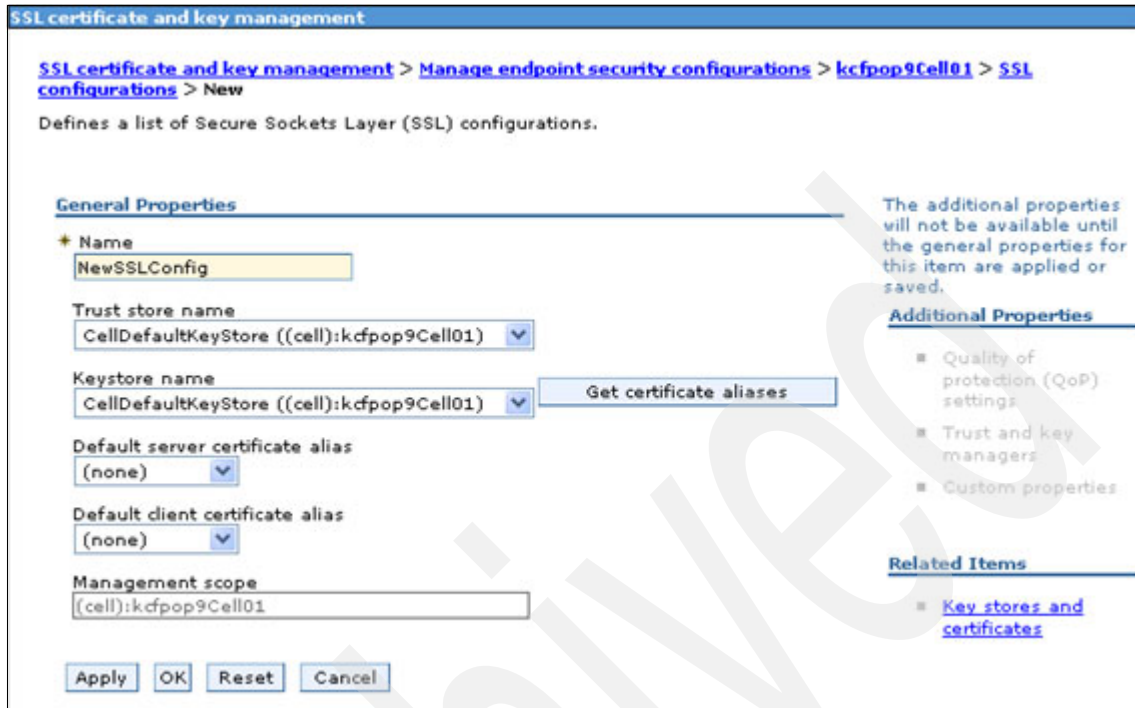 SSL certificate and key management
SSL certificate and key management > Manage endpoint security configurations > kcfpop9Cell01 > SSL
configurations > New
Defines a list of Secure Sockets Layer (SSL) configurations.
General Properties
* Name
NewSSLConfig
Trust store name
CellDefaultKeyStore ((cell):kcfpop9Cell01)
Keystore name
CellDefaultKeyStore ((cell):kcfpop9Cell01)
Get certificate aliases
Default server certificate alias
(none)
Default client certificate alias
(none)
Management scope
(cell):kcfpop9Cell01
Apply OK Reset Cancel
The additional properties
will not be available until
the general properties for
this item are applied or
saved.
Additional Properties
Quality of
protection (QoP)
settings
Trust and key
managers
Custom properties
Related Items
Key stores and
certificates